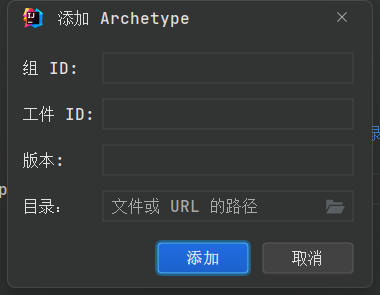 添加 Archetype
组 ID:
工件 ID:
版本:
目录: 文件或 URL 的路径
添加 取消